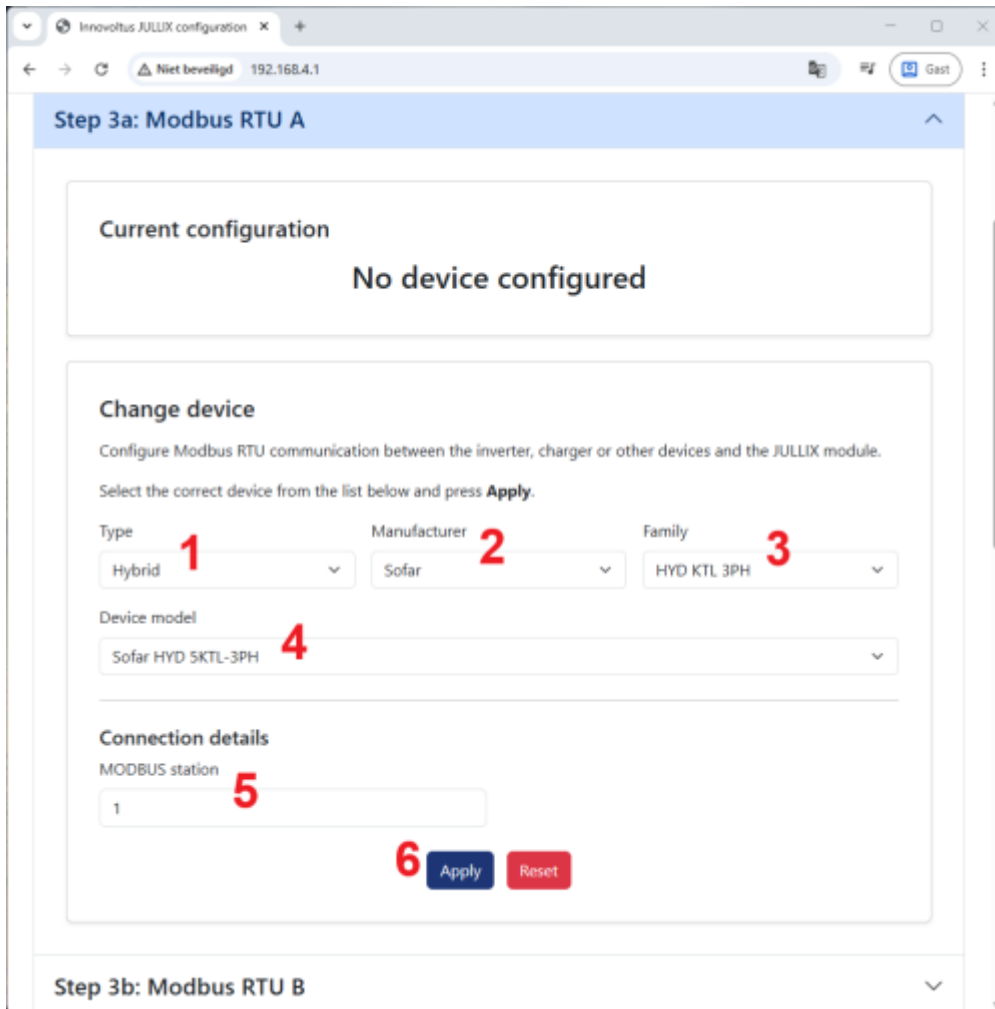 Innovoltus JULLIX configuration
Niet beveiligd 192.168.4.1
Gast
Step 3a: Modbus RTU A
Current configuration
No device configured
Change device
Configure Modbus RTU communication between the inverter, charger or other devices and the JULLIX module.
Select the correct device from the list below and press Apply.
Type 1 Manufacturer 2 Family 3
Hybrid Sofar HYD KTL 3PH
Device model 4
Sofar HYD 5KTL-3PH
Connection details
MODBUS station 5
1
6 Apply Reset
Step 3b: Modbus RTU B